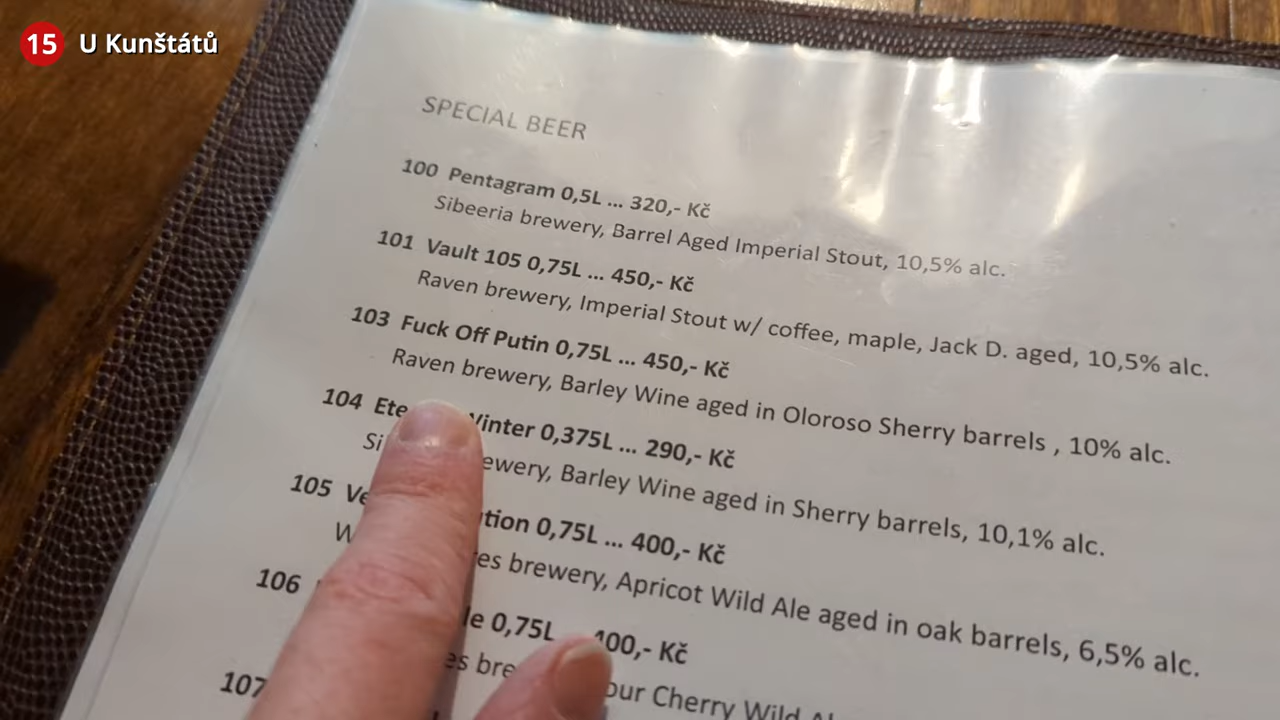 15 U Kunštátů
SPECIAL BEER
100 Pentagram 0,5L ... 320,- Kč
Sibeeria brewery, Barrel Aged Imperial Stout, 10,5% alc.
101 Vault 105 0,75L ... 450,- Kč
Raven brewery, Imperial Stout w/ coffee, maple, Jack D. aged, 10,5% alc.
103 Fuck Off Putin 0,75L ... 450,- Kč
Raven brewery, Barley Wine aged in Oloroso Sherry barrels , 10% alc.
104 Winter 0,375L ... 290,- Kč
Barley Wine aged in Sherry barrels, 10,1% alc.
105 0,75L ... 400,- Kč
brewery, Apricot Wild Ale aged in oak barrels, 6,5% alc.
106 0,75L ... 400,- Kč
Cherry Wild
107